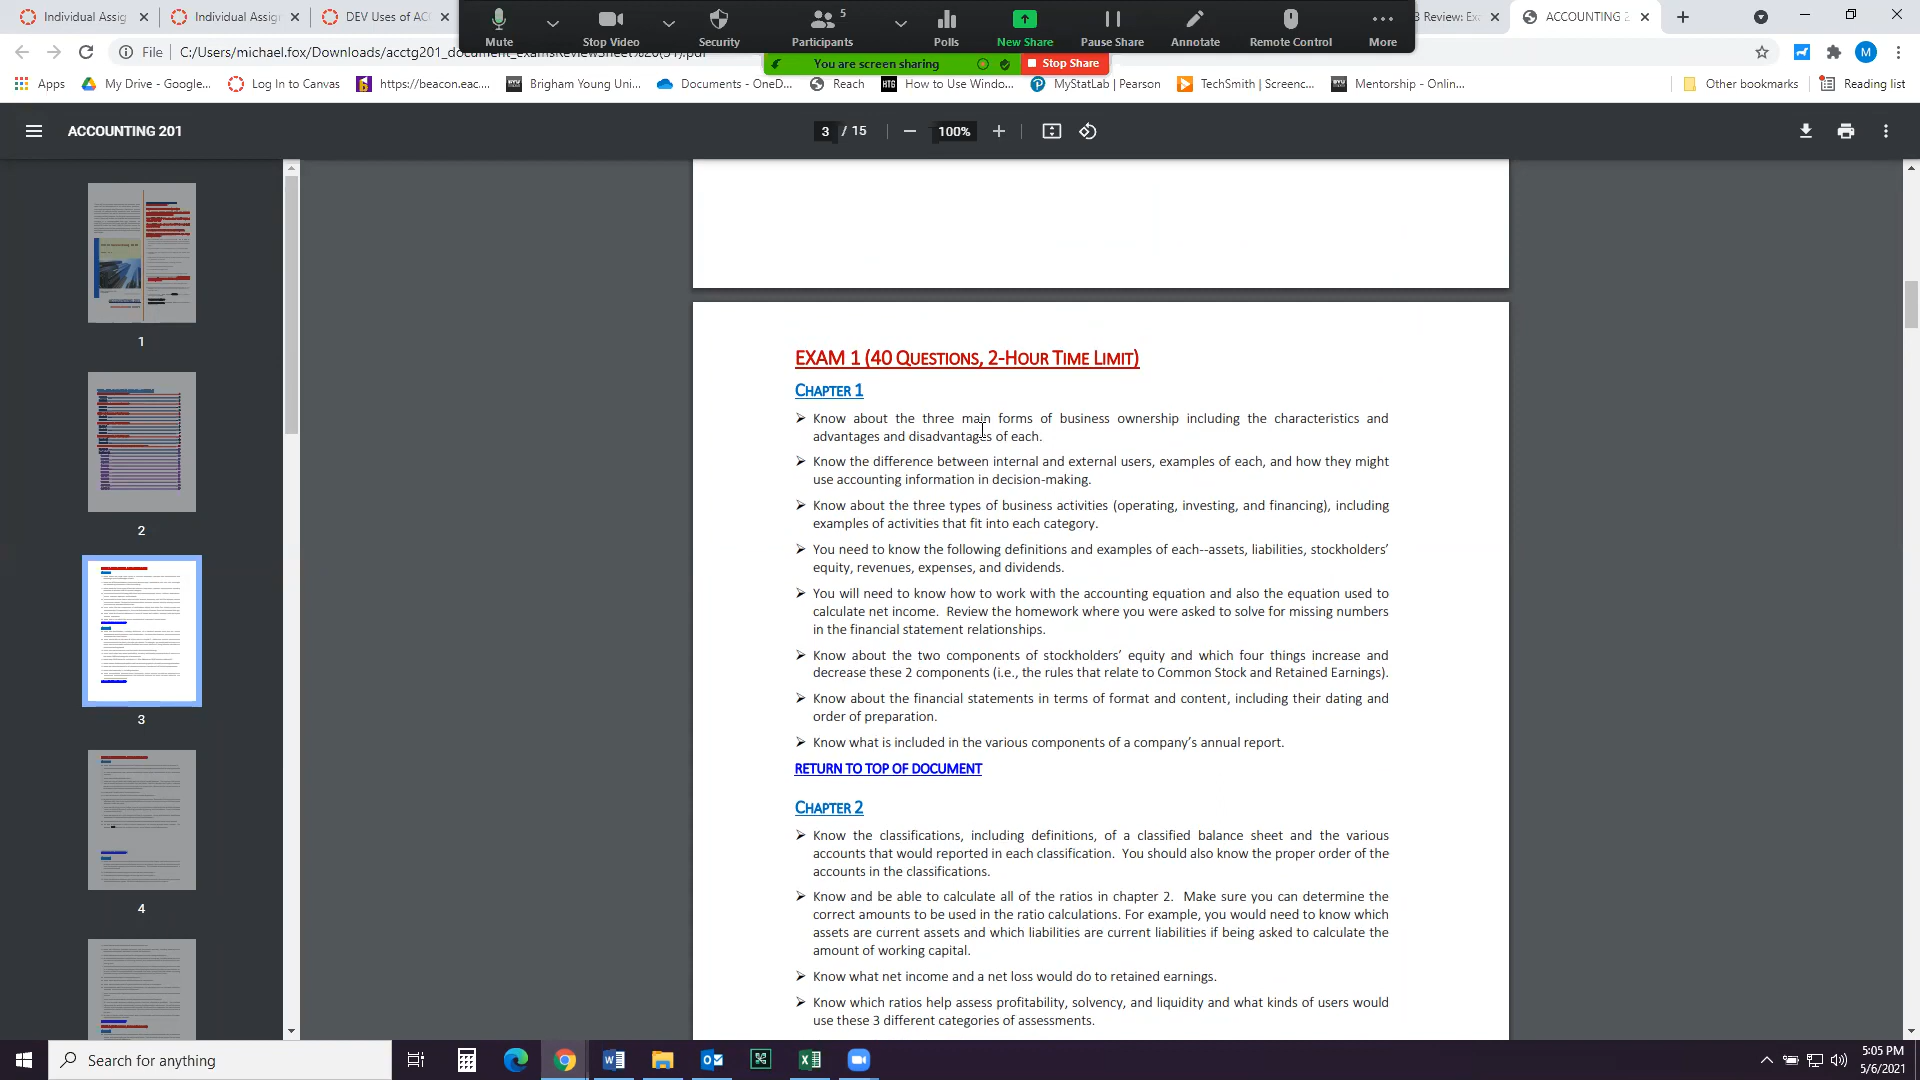 Individual Assig
Individual Assig
DEV Uses of AC
Mute
Stop Video
Security
Participants
5
Polls
New Share
Pause Share
Annotate
Remote Control
More
3 Review: Ex
ACCOUNTING 2
You are screen sharing
Stop Share
File
C:/Users/michael.fox/Downloads/acctg201_document_examsReviewSheet%20(51).pdf
M
Apps
My Drive - Google...
Log In to Canvas
https://beacon.eac....
Brigham Young Uni...
Documents - OneD...
Reach
HTG
How to Use Windo...
MyStatLab | Pearson
TechSmith | Screenc...
Mentorship - Onlin...
Other bookmarks
Reading list
ACCOUNTING 201
3 / 15
100%
1
2
3
4
EXAM 1 (40 QUESTIONS, 2-HOUR TIME LIMIT)
CHAPTER 1
➢ Know about the three main forms of business ownership including the characteristics and
advantages and disadvantages of each.
➢ Know the difference between internal and external users, examples of each, and how they might
use accounting information in decision-making.
➢ Know about the three types of business activities (operating, investing, and financing), including
examples of activities that fit into each category.
➢ You need to know the following definitions and examples of each--assets, liabilities, stockholders’
equity, revenues, expenses, and dividends.
➢ You will need to know how to work with the accounting equation and also the equation used to
calculate net income. Review the homework where you were asked to solve for missing numbers
in the financial statement relationships.
➢ Know about the two components of stockholders’ equity and which four things increase and
decrease these 2 components (i.e., the rules that relate to Common Stock and Retained Earnings).
➢ Know about the financial statements in terms of format and content, including their dating and
order of preparation.
➢ Know what is included in the various components of a company’s annual report.
RETURN TO TOP OF DOCUMENT
CHAPTER 2
➢ Know the classifications, including definitions, of a classified balance sheet and the various
accounts that would reported in each classification. You should also know the proper order of the
accounts in the classifications.
➢ Know and be able to calculate all of the ratios in chapter 2. Make sure you can determine the
correct amounts to be used in the ratio calculations. For example, you would need to know which
assets are current assets and which liabilities are current liabilities if being asked to calculate the
amount of working capital.
➢ Know what net income and a net loss would do to retained earnings.
➢ Know which ratios help assess profitability, solvency, and liquidity and what kinds of users would
use these 3 different categories of assessments.
Search for anything
5:05 PM
5/6/2021